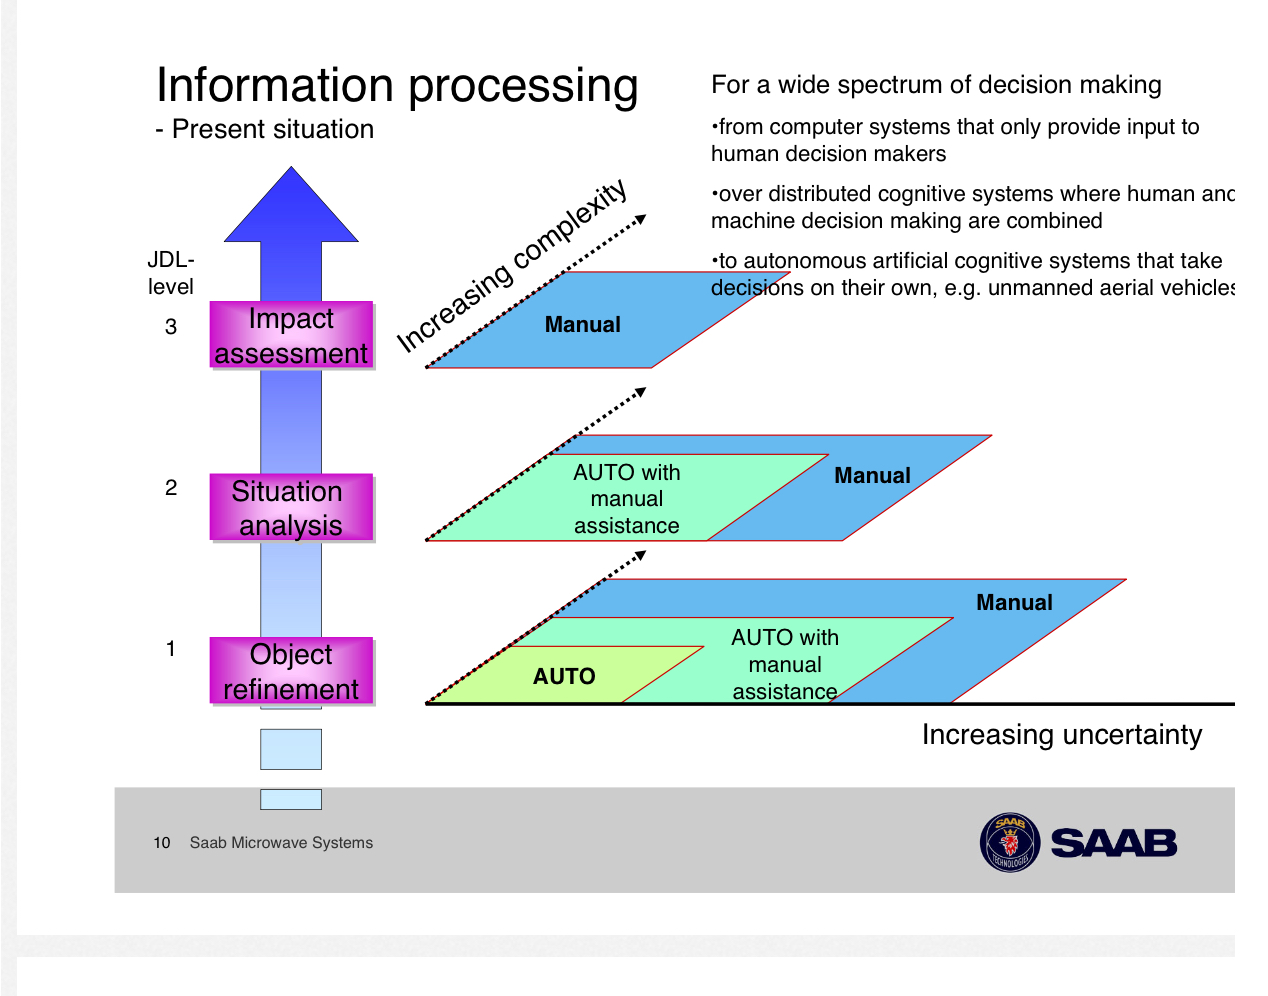 Information processing
- Present situation
For a wide spectrum of decision making
•from computer systems that only provide input to
human decision makers
•over distributed cognitive systems where human and
machine decision making are combined
•to autonomous artificial cognitive systems that take
decisions on their own, e.g. unmanned aerial vehicles
Increasing complexity
JDL-
level
3
Impact
assessment
Manual
2
Situation
analysis
AUTO with
manual
assistance
Manual
1
Object
refinement
AUTO
AUTO with
manual
assistance
Manual
Increasing uncertainty
10 Saab Microwave Systems
SAAB
TECHNOLOGIES
SAAB